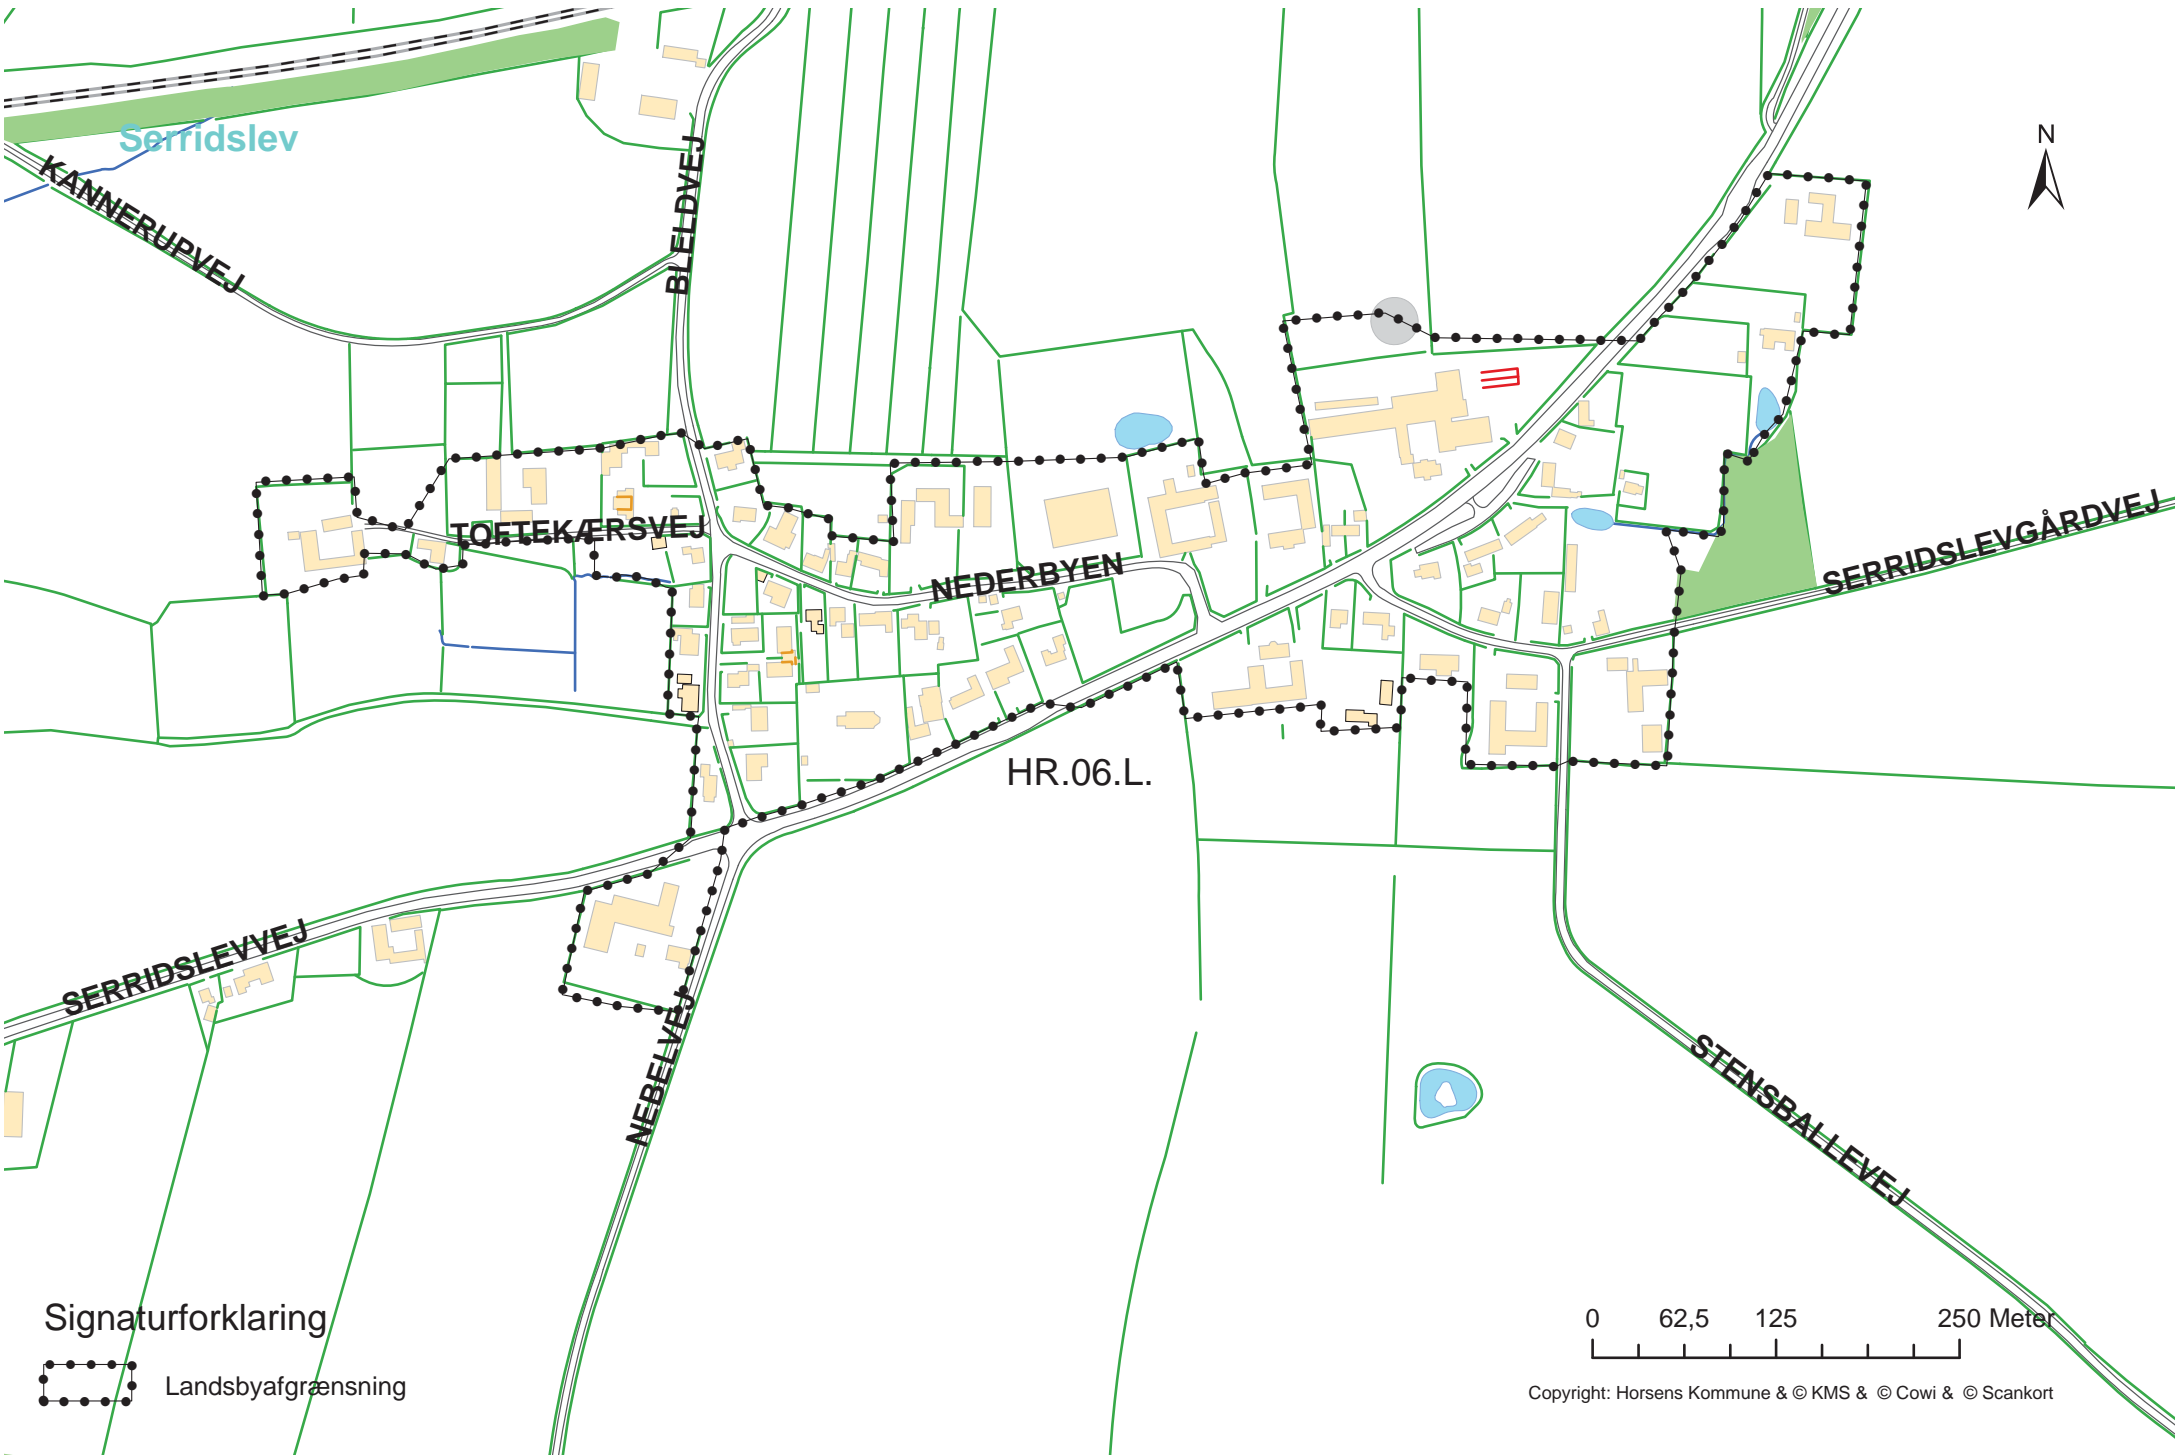 Serridslev
KANNERUPVEJ
BLELDVEJ
N
TOFTEKÆRSVEJ
NEDERBYEN
SERRIDSLEVGÅRDVEJ
HR.06.L.
SERRIDSLEVVEJ
NEBELVEJ
STENSBALLEVEJ
Signaturforklaring
Landsbyafgrænsning
0 62,5 125 250 Meter
Copyright: Horsens Kommune & © KMS & © Cowi & © Scankort